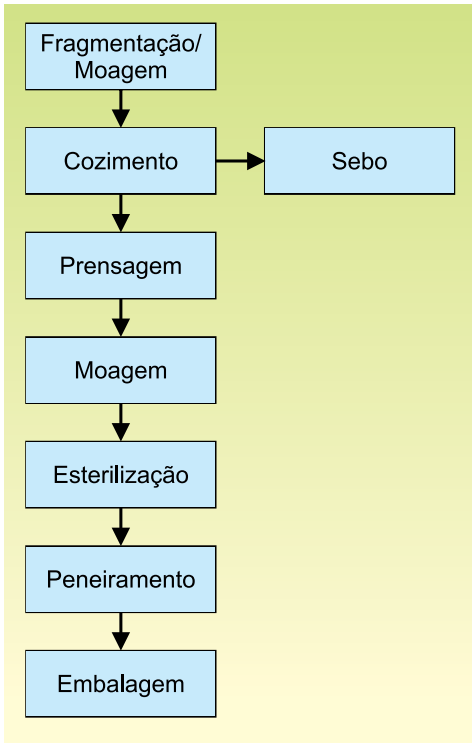 Fragmentação/
Moagem
Cozimento
Sebo
Prensagem
Moagem
Esterilização
Peneiramento
Embalagem